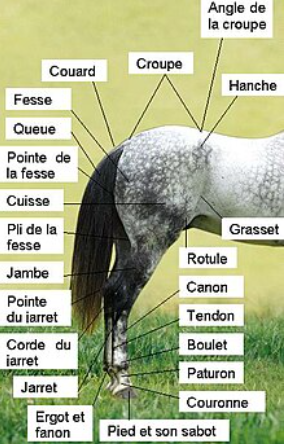 Angle de
la croupe
Croupe
Couard
Hanche
Fesse
Queue
Pointe de
la fesse
Cuisse
Pli de la
fesse
Grasset
Rotule
Jambe
Canon
Pointe
du jarret
Tendon
Corde du
jarret
Boulet
Paturon
Jarret
Couronne
Ergot et
fanon
Pied et son sabot